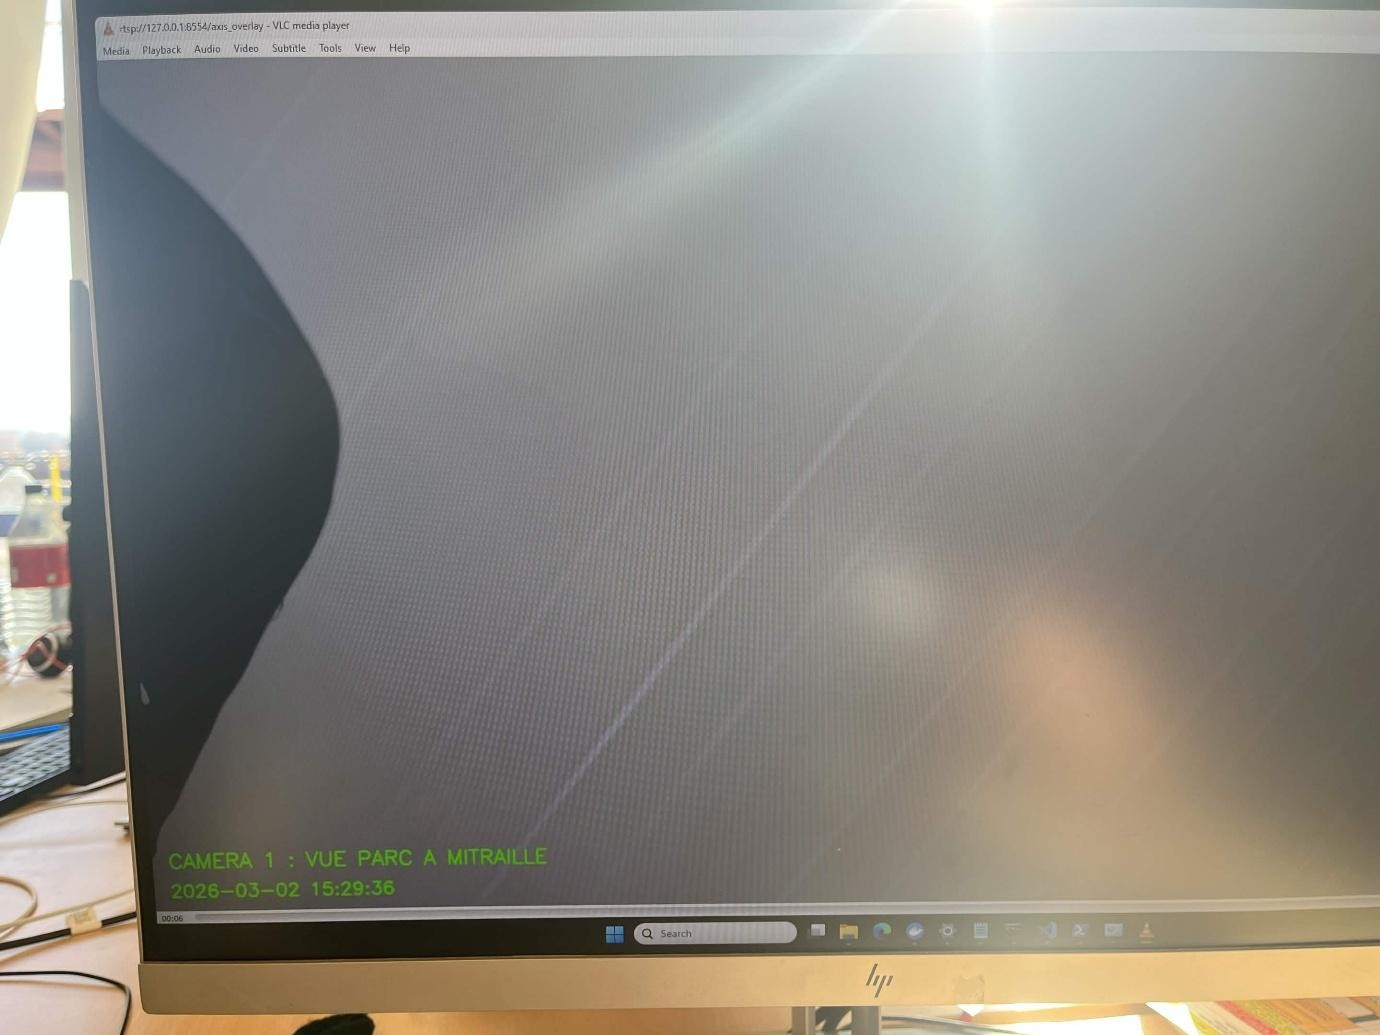 rtsp://127.0.0.1:8554/axis_overlay - VLC media player
Media Playback Audio Video Subtitle Tools View Help
CAMERA 1 : VUE PARC A MITRAILLE
2026-03-02 15:29:36
00:06
Search
hp